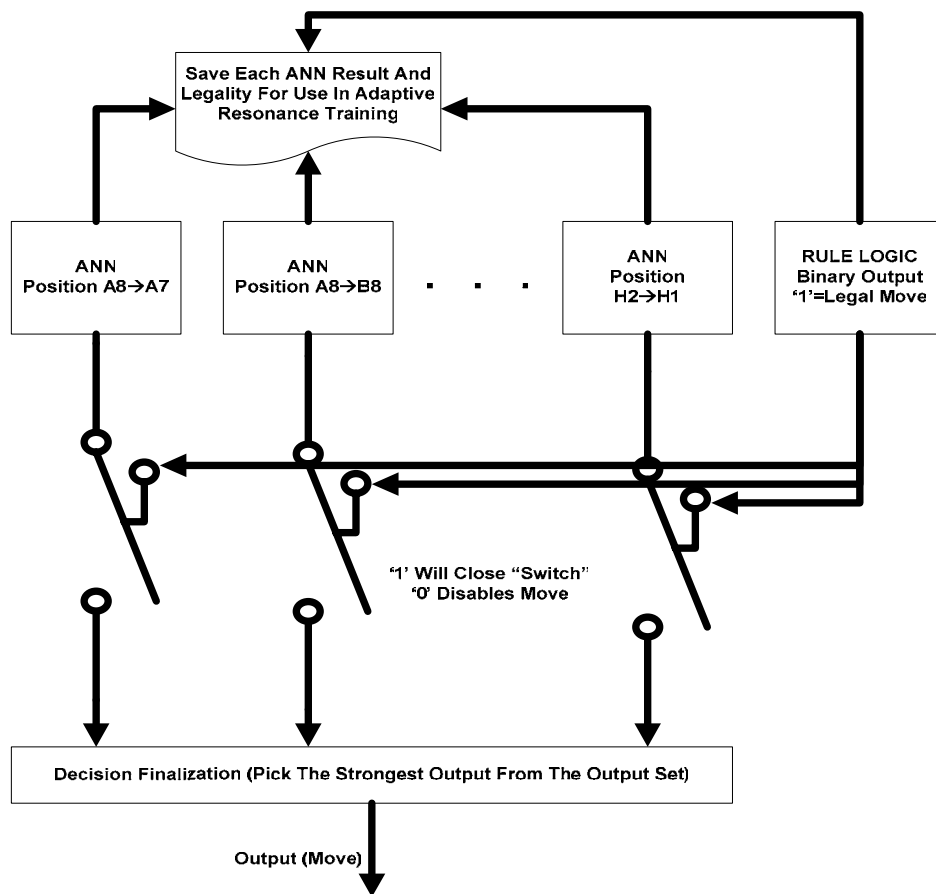 Save Each ANN Result And
Legality For Use In Adaptive
Resonance Training
ANN
Position A8→A7
ANN
Position A8→B8
. . .
ANN
Position
H2→H1
RULE LOGIC
Binary Output
‘1’=Legal Move
‘1’ Will Close “Switch”
‘0’ Disables Move
Decision Finalization (Pick The Strongest Output From The Output Set)
Output (Move)